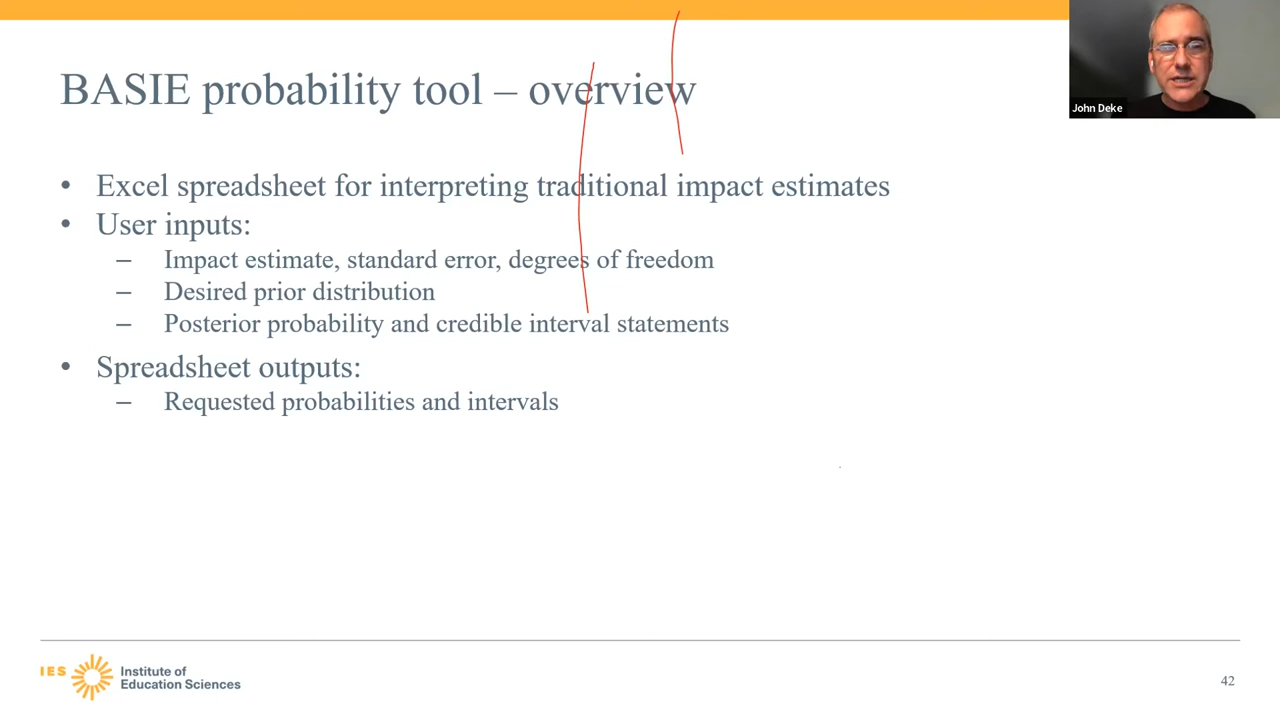 BASIE probability tool – overview
John Deke
• Excel spreadsheet for interpreting traditional impact estimates
• User inputs:
– Impact estimate, standard error, degrees of freedom
– Desired prior distribution
– Posterior probability and credible interval statements
• Spreadsheet outputs:
– Requested probabilities and intervals
IES
Institute of
Education Sciences
42